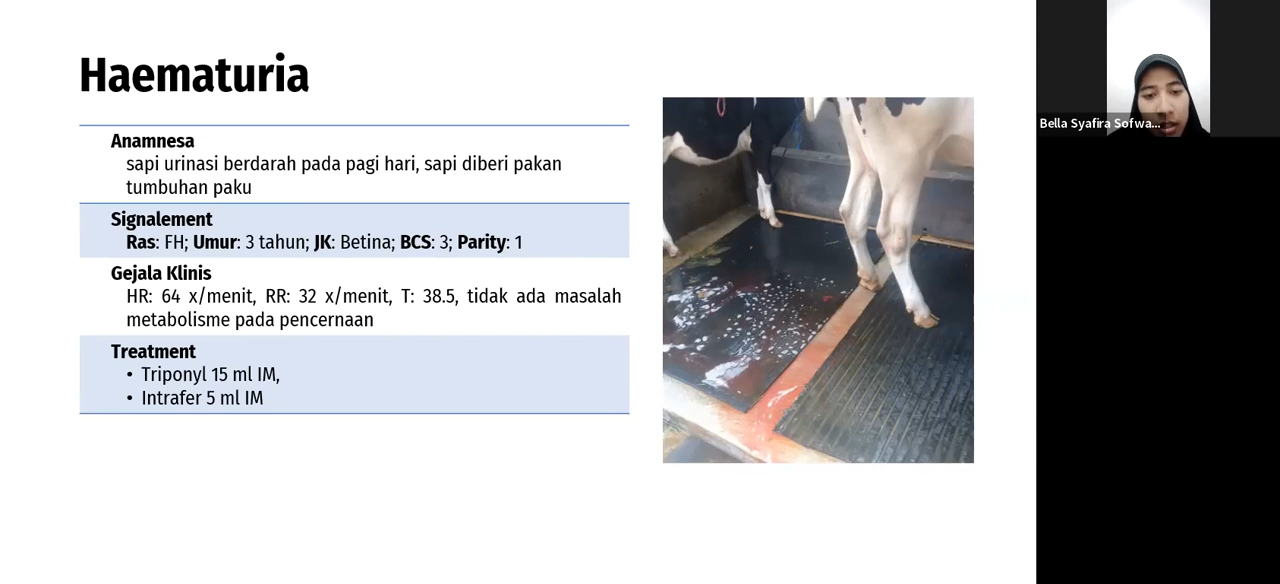 Haematuria
Anamnesa
sapi urinasi berdarah pada pagi hari, sapi diberi pakan
tumbuhan paku
Signalement
Ras: FH; Umur: 3 tahun; JK: Betina; BCS: 3; Parity: 1
Gejala Klinis
HR: 64 x/menit, RR: 32 x/menit, T: 38.5, tidak ada masalah
metabolisme pada pencernaan
Treatment
• Triponyl 15 ml IM,
• Intrafer 5 ml IM
Bella Syafira Sofwa...